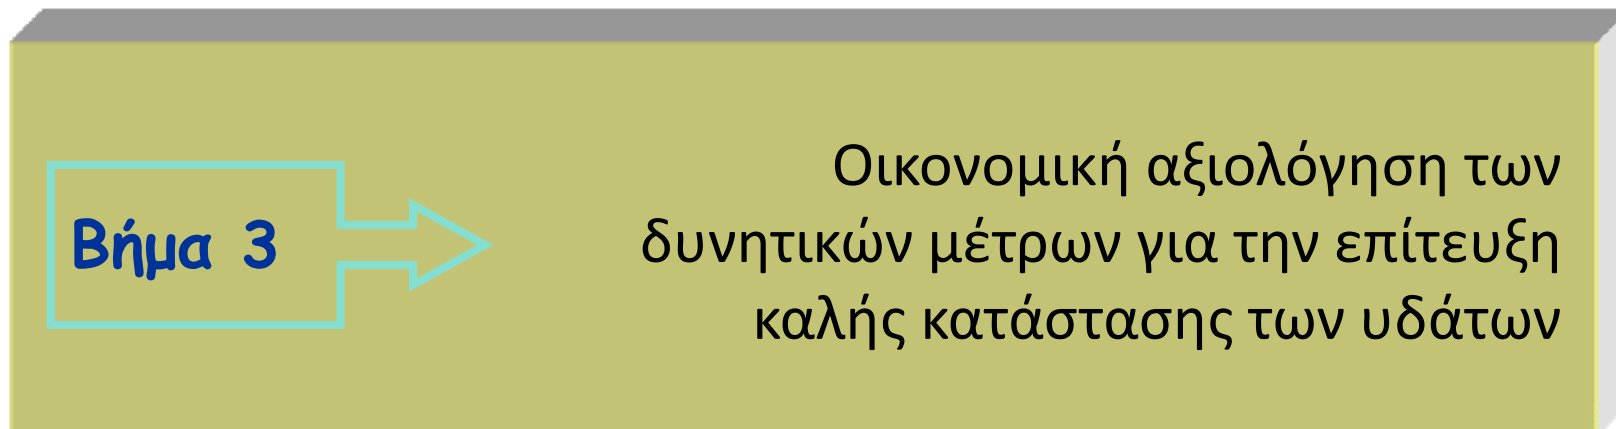 Βήμα 3
Οικονομική αξιολόγηση των
δυνητικών μέτρων για την επίτευξη
καλής κατάστασης των υδάτων